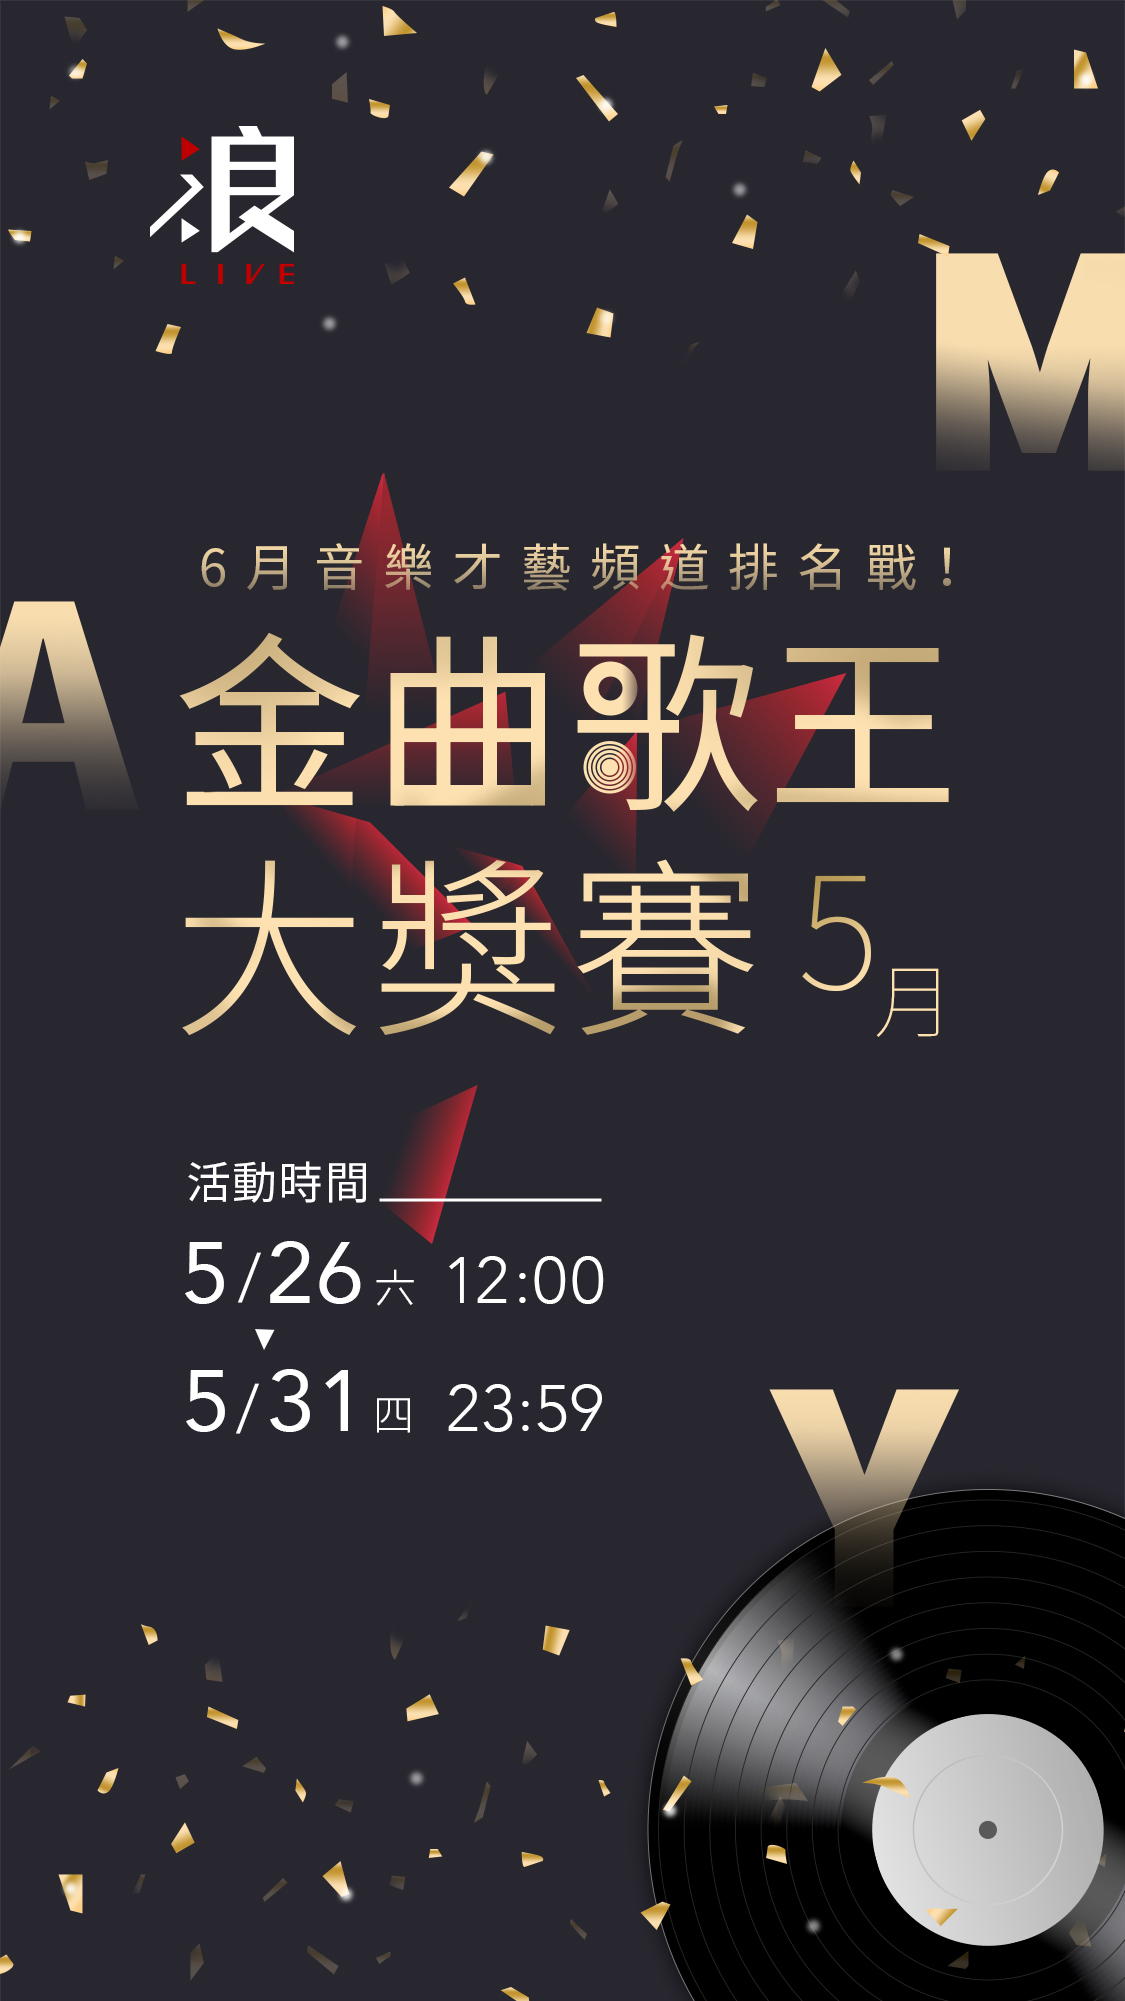 浪
LIVE
M
6月音樂才藝頻道排名戰!
A
金曲歌王
大獎賽 5月
活動時間
5/26 六 12:00
5/31 四 23:59
Y